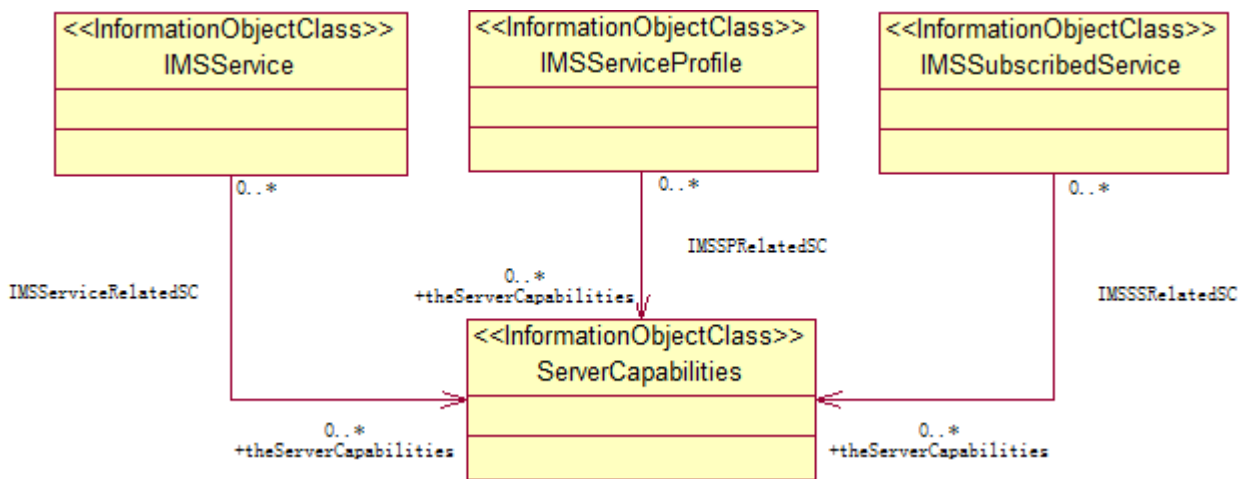 <<InformationObjectClass>>
IMSService
<<InformationObjectClass>>
IMSServiceProfile
<<InformationObjectClass>>
IMSSubscribedService
0..*
0..*
0..*
IMSServiceRelatedSC
IMSSPRelatedSC
IMSSSRelatedSC
0..*
+theServerCapabilities
<<InformationObjectClass>>
ServerCapabilities
0..*
+theServerCapabilities
0..*
+theServerCapabilities